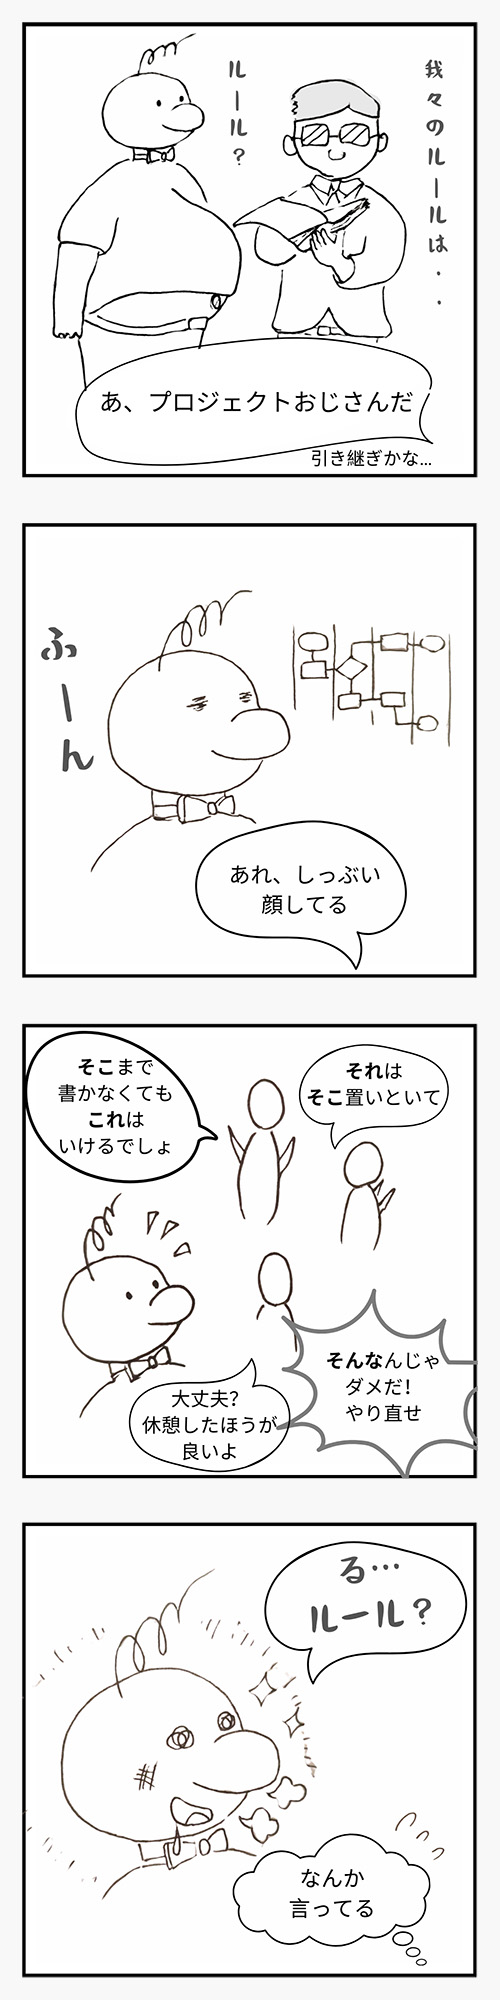 我々のルールは・・
ルール？
あ、プロジェクトおじさんだ
引き継ぎかな...
ふーん
あれ、しっぶい
顔してる
それは
そこ置いといて
そこまで
書かなくても
これは
いけるでしょ
そんなんじゃ
ダメだ！
やり直せ
大丈夫？
休憩したほうが
良いよ
る…
ルール？
なんか
言ってる